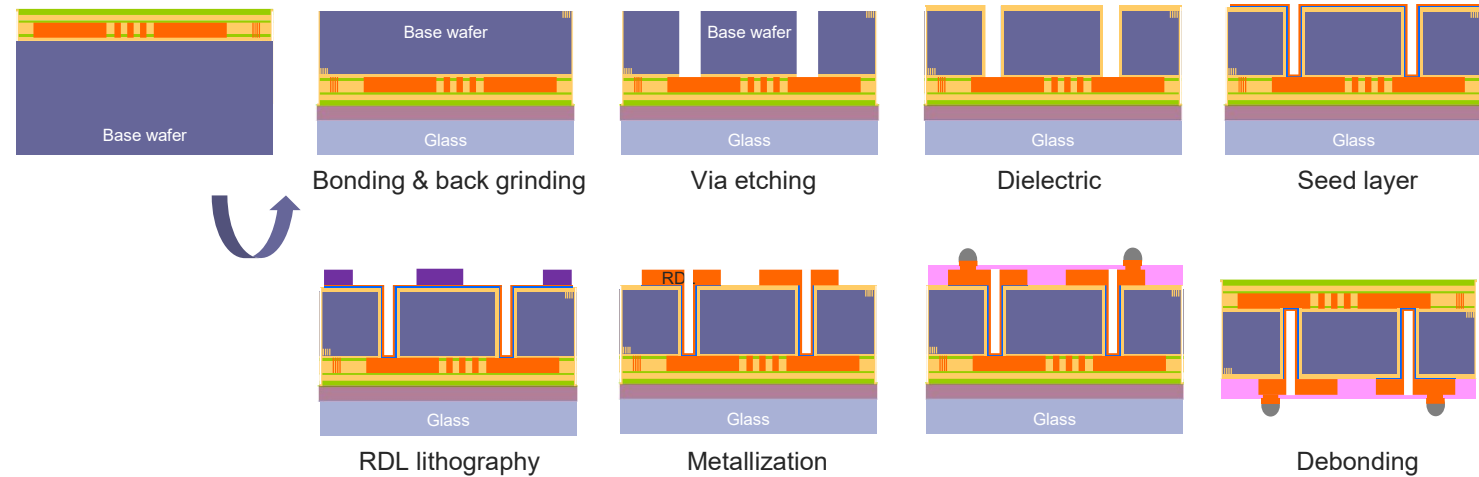 Base wafer
Base wafer
Glass
Bonding & back grinding
Base wafer
Glass
Via etching
Glass
Dielectric
Glass
Seed layer
Glass
RDL lithography
RDL
Glass
Metallization
Glass
Debonding